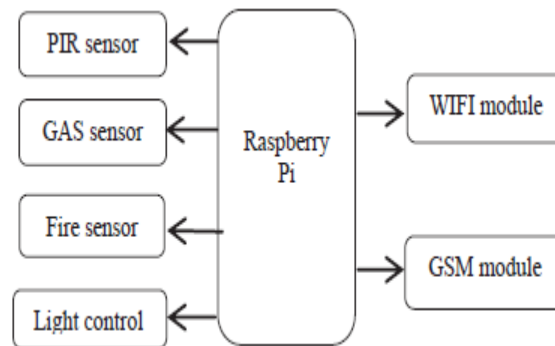 PIR sensor
GAS sensor
Fire sensor
Light control
Raspberry
Pi
WIFI module
GSM module